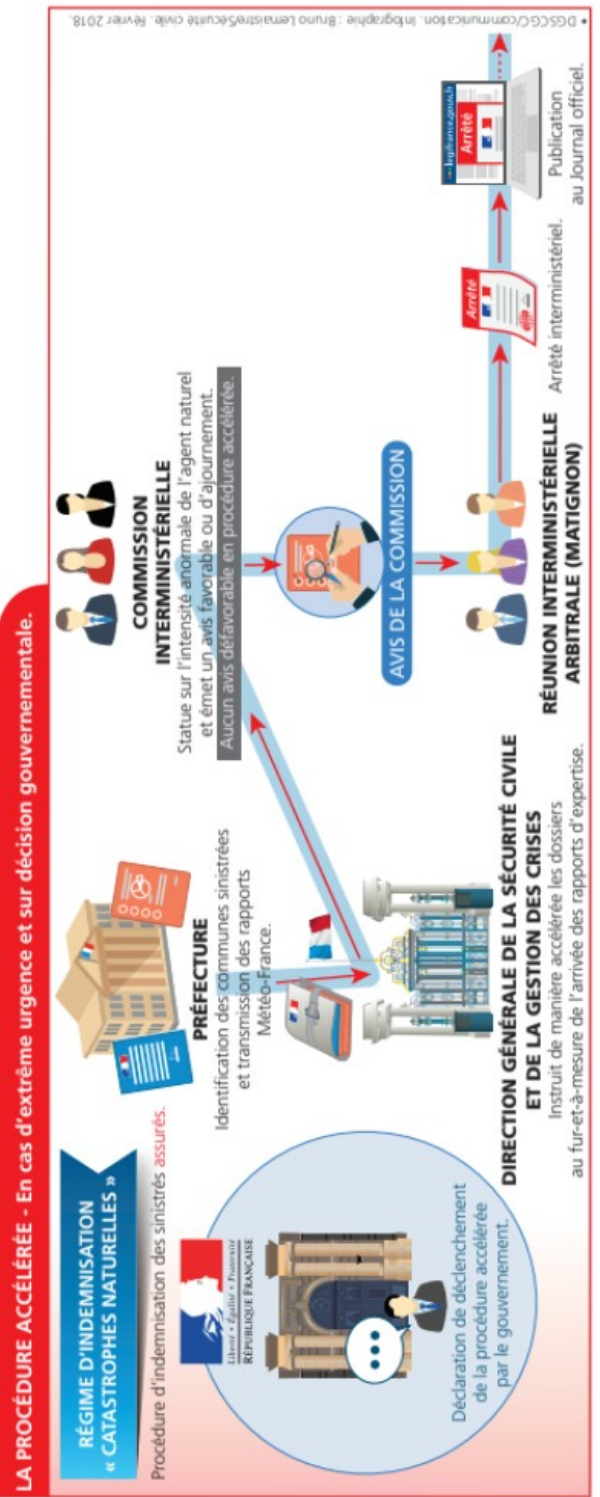 LA PROCÉDURE ACCÉLÉRÉE - En cas d'extrême urgence et sur décision gouvernementale.
RÉGIME D'INDEMNISATION
« CATASTROPHES NATURELLES »
Procédure d'indemnisation des sinistrés assurés.
Liberté • Égalité • Fraternité
RÉPUBLIQUE FRANÇAISE
Déclaration de déclenchement
de la procédure accélérée
par le gouvernement.
PRÉFECTURE
Identification des communes sinistrées
et transmission des rapports
Météo-France.
DIRECTION GÉNÉRALE DE LA SÉCURITÉ CIVILE
ET DE LA GESTION DES CRISES
Instruit de manière accélérée les dossiers
au fur-et-à-mesure de l'arrivée des rapports d'expertise.
COMMISSION
INTERMINISTÉRIELLE
Statue sur l'intensité anormale de l'agent naturel
et émet un avis favorable ou d'ajournement.
Aucun avis défavorable en procédure accélérée.
AVIS DE LA COMMISSION
RÉUNION INTERMINISTÉRIELLE
ARBITRALE (MATIGNON)
Arrêté
Arrêté interministériel.
legifrance.gouv.fr
Arrêté
Publication
au Journal officiel.
• DGSCGC/communication. Infographie : Bruno Lemaistre/Sécurité civile . février 2018.